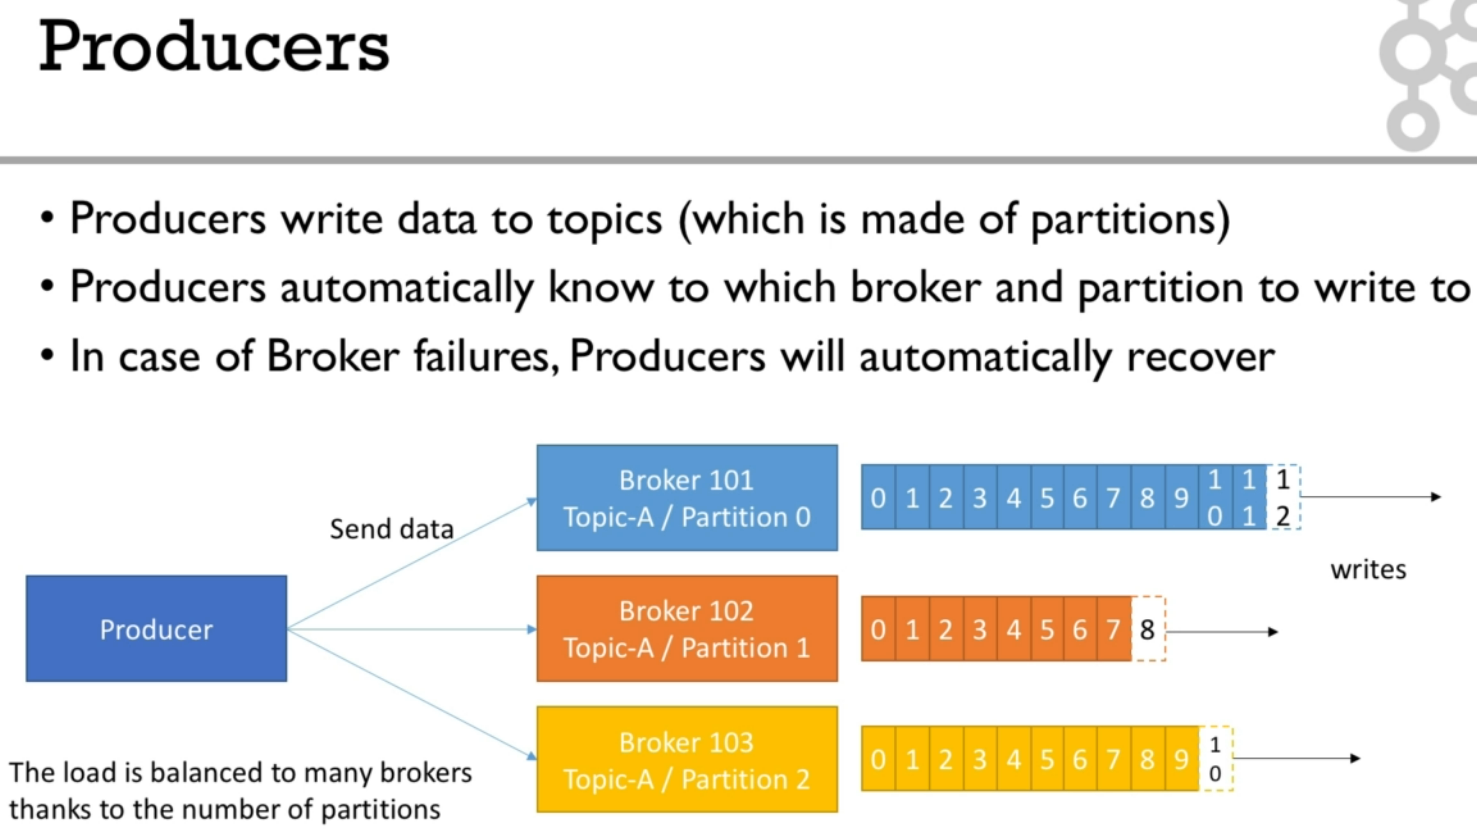 Producers
• Producers write data to topics (which is made of partitions)
• Producers automatically know to which broker and partition to write to
• In case of Broker failures, Producers will automatically recover
Send data
Producer
Broker 101
Topic-A / Partition 0
0 1 2 3 4 5 6 7 8 9 10 11 12
writes
Broker 102
Topic-A / Partition 1
0 1 2 3 4 5 6 7 8
Broker 103
Topic-A / Partition 2
0 1 2 3 4 5 6 7 8 9 10
The load is balanced to many brokers
thanks to the number of partitions